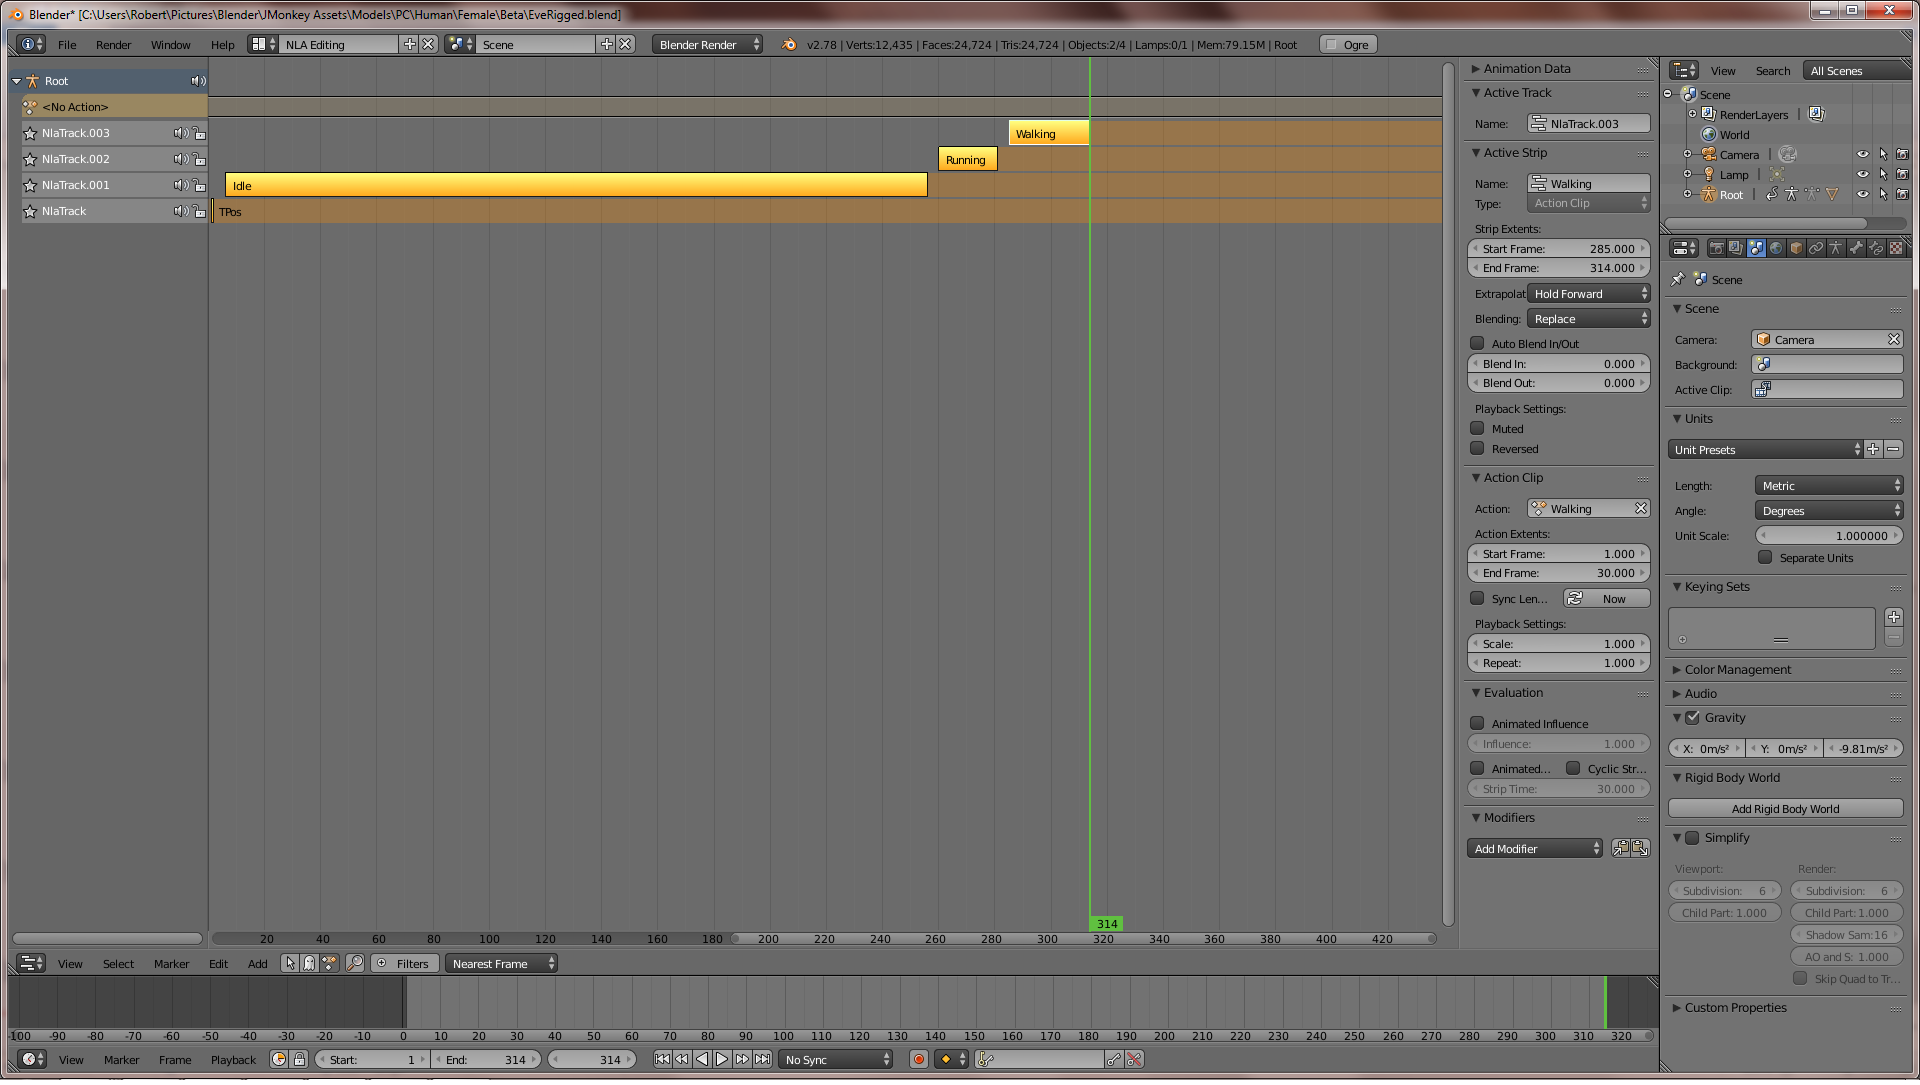 Blender* [C:\Users\Robert\Pictures\Blender\JMonkey Assets\Models\PC\Human\Female\Beta\EveRigged.blend]
File Render Window Help NLA Editing Scene Blender Render v2.78 | Verts:12,435 | Faces:24,724 | Tris:24,724 | Objects:2/4 | Lamps:0/1 | Mem:79.15M | Root Ogre
Root
<No Action>
NlaTrack.003
NlaTrack.002
NlaTrack.001
NlaTrack
Walking
Running
Idle
TPos
314
20 40 60 80 100 120 140 160 180 200 220 240 260 280 300 320 340 360 380 400 420
View Select Marker Edit Add Filters Nearest Frame
-100 -90 -80 -70 -60 -50 -40 -30 -20 -10 0 10 20 30 40 50 60 70 80 90 100 110 120 130 140 150 160 170 180 190 200 210 220 230 240 250 260 270 280 290 300 310 320
View Marker Frame Playback Start: 1 End: 314 314 No Sync
Animation Data
Active Track
Name: NlaTrack.003
Active Strip
Name: Walking
Type: Action Clip
Strip Extents:
Start Frame: 285.000
End Frame: 314.000
Extrapolat Hold Forward
Blending: Replace
Auto Blend In/Out
Blend In: 0.000
Blend Out: 0.000
Playback Settings:
Muted
Reversed
Action Clip
Action: Walking
Action Extents:
Start Frame: 1.000
End Frame: 30.000
Sync Len... Now
Playback Settings:
Scale: 1.000
Repeat: 1.000
Evaluation
Animated Influence
Influence: 1.000
Animated... Cyclic Str...
Strip Time: 30.000
Modifiers
Add Modifier
View Search All Scenes
Scene
RenderLayers |
World
Camera |
Lamp |
Root |
Scene
Scene
Camera: Camera
Background:
Active Clip:
Units
Unit Presets
Length: Metric
Angle: Degrees
Unit Scale: 1.000000
Separate Units
Keying Sets
Color Management
Audio
Gravity
X: 0m/s² Y: 0m/s² -9.81m/s²
Rigid Body World
Add Rigid Body World
Simplify
Viewport: Render:
Subdivision: 6 Subdivision: 6
Child Part: 1.000 Child Part: 1.000
Shadow Sam:16
AO and S: 1.000
Skip Quad to Tr...
Custom Properties